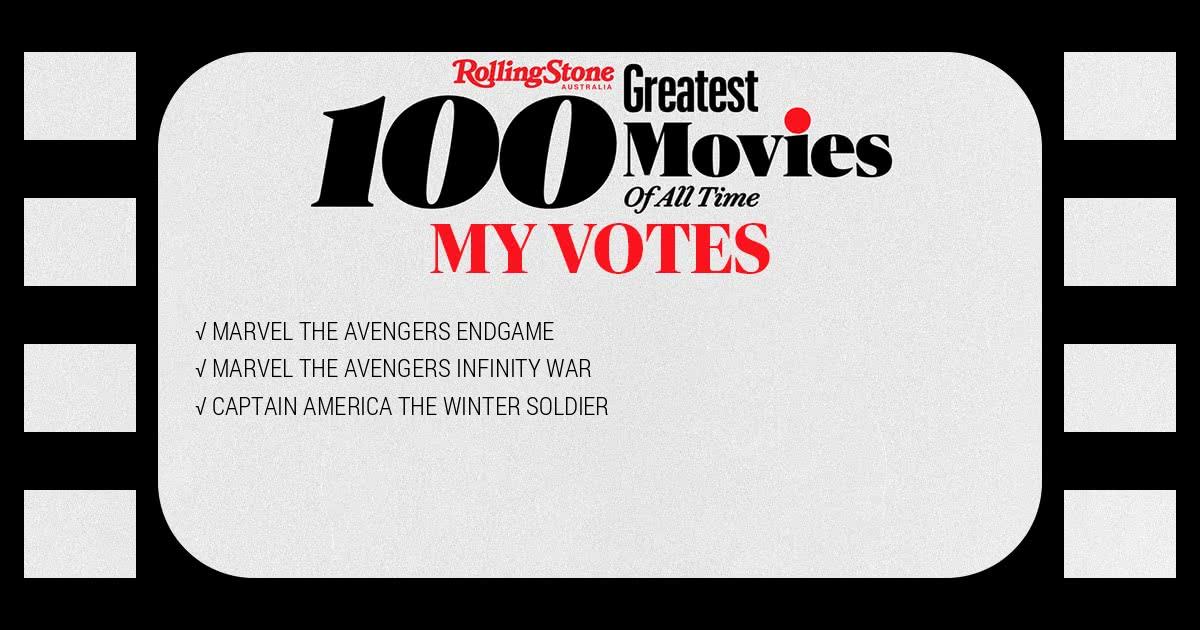 RollingStone
AUSTRALIA
100 Greatest
Movies
Of All Time
MY VOTES
√ MARVEL THE AVENGERS ENDGAME
√ MARVEL THE AVENGERS INFINITY WAR
√ CAPTAIN AMERICA THE WINTER SOLDIER